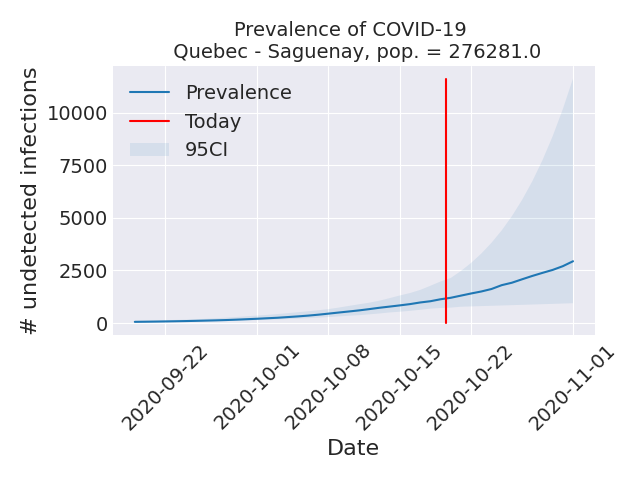 Prevalence of COVID-19
Quebec - Saguenay, pop. = 276281.0
Prevalence
Today
95CI
# undetected infections
10000
7500
5000
2500
0
2020-09-22
2020-10-01
2020-10-08
2020-10-15
2020-10-22
2020-11-01
Date